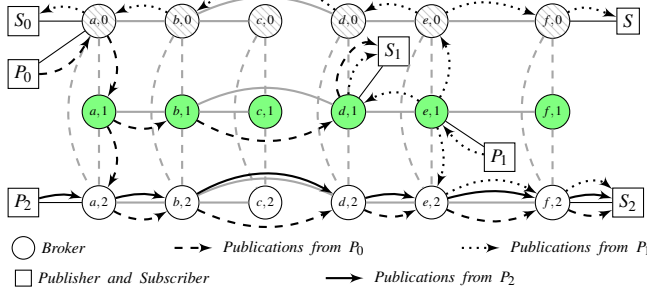 S0 a,0 b,0 c,0 d,0 e,0 f,0 S
P0 S1
a,1 b,1 c,1 d,1 e,1 f,1
P1
P2 a,2 b,2 c,2 d,2 e,2 f,2 S2
Broker Publications from P0 Publications from P1
Publisher and Subscriber Publications from P2